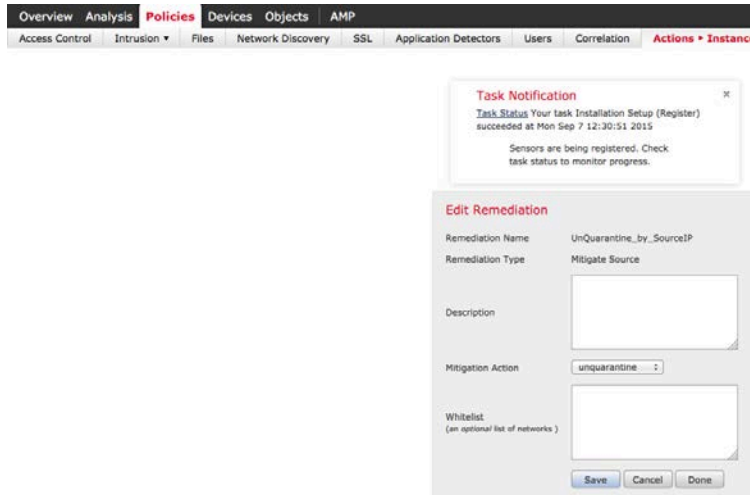 Overview Analysis Policies Devices Objects AMP
Access Control Intrusion ▾ Files Network Discovery SSL Application Detectors Users Correlation Actions ▸ Instanc
Task Notification ×
Task Status Your task Installation Setup (Register)
succeeded at Mon Sep 7 12:30:51 2015
Sensors are being registered. Check
task status to monitor progress.
Edit Remediation
Remediation Name UnQuarantine_by_SourceIP
Remediation Type Mitigate Source
Description
Mitigation Action unquarantine
Whitelist
(an optional list of networks )
Save Cancel Done